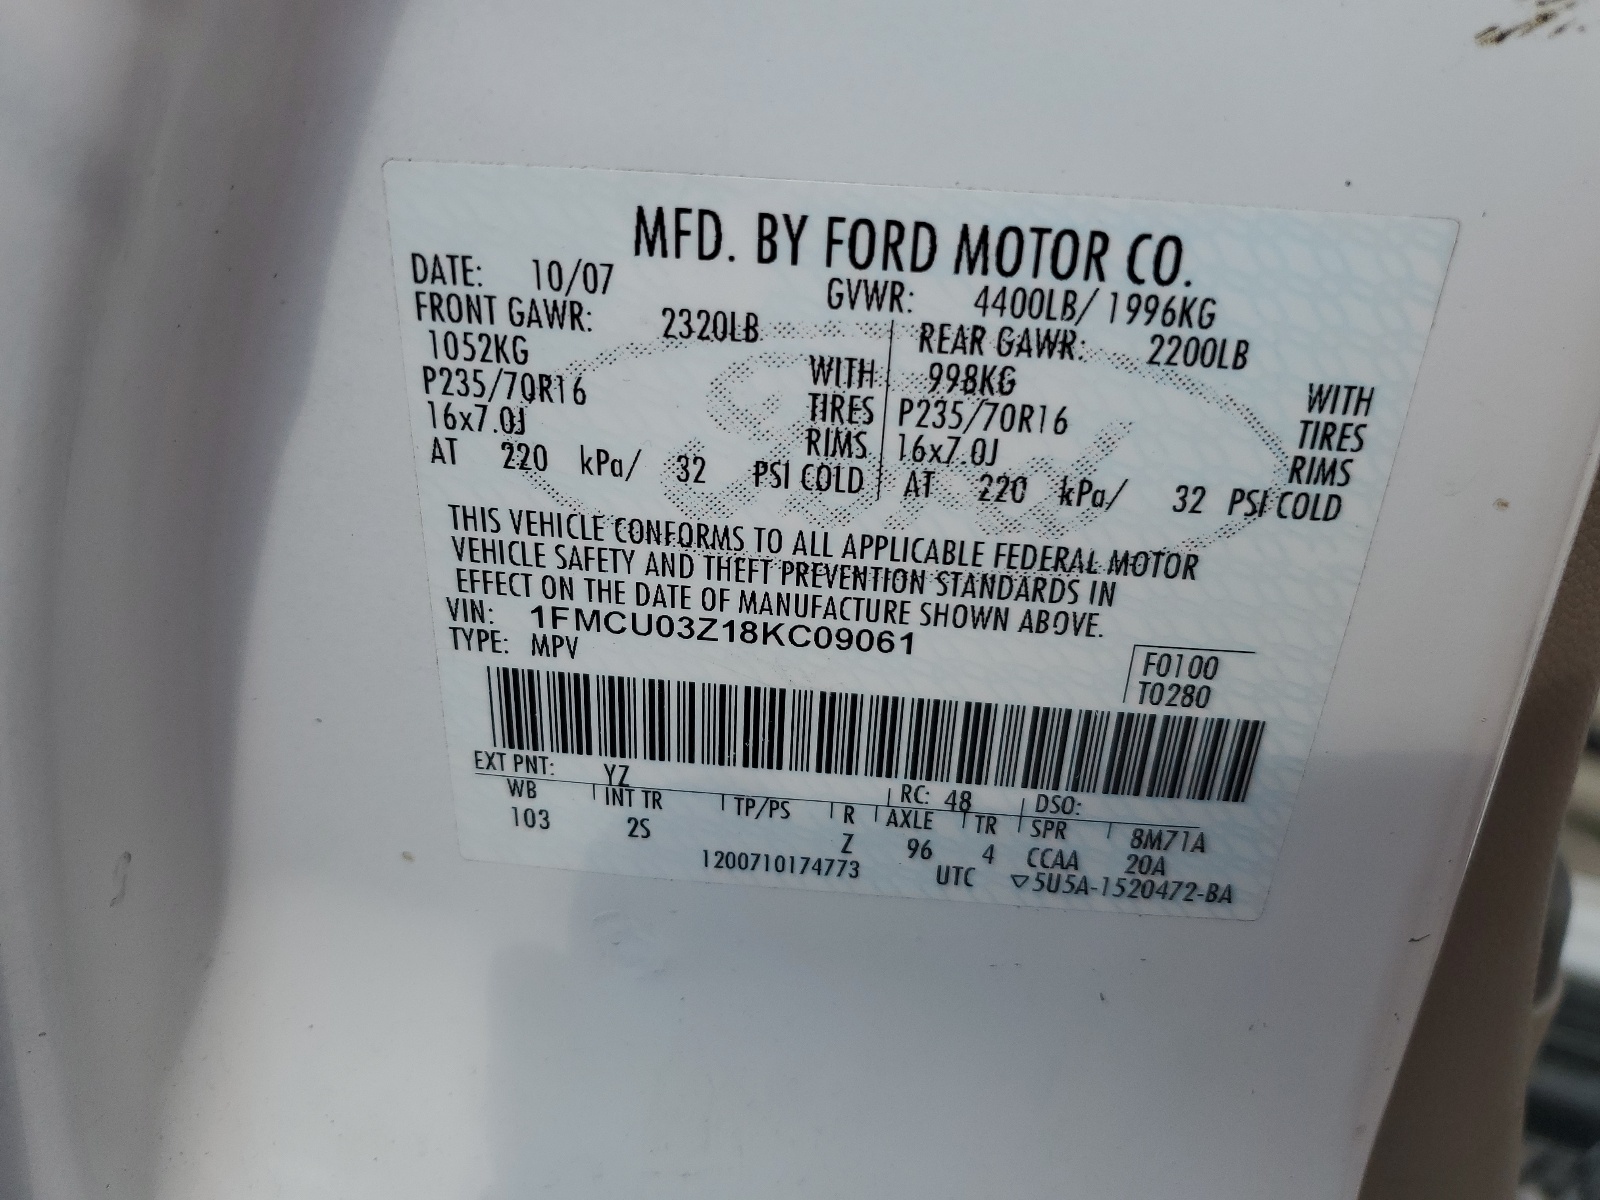 MFD. BY FORD MOTOR CO.
DATE: 10/07 GVWR: 4400LB/ 1996KG
FRONT GAWR: 2320LB REAR GAWR: 2200LB
1052KG WITH 998KG WITH
P235/70R16 TIRES P235/70R16 TIRES
16x7.0J RIMS 16x7.0J RIMS
AT 220 kPa/ 32 PSI COLD AT 220 kPa/ 32 PSI COLD
THIS VEHICLE CONFORMS TO ALL APPLICABLE FEDERAL MOTOR
VEHICLE SAFETY AND THEFT PREVENTION STANDARDS IN
EFFECT ON THE DATE OF MANUFACTURE SHOWN ABOVE.
VIN: 1FMCU03Z18KC09061
TYPE: MPV
F0100
T0280
EXT PNT: YZ RC: 48 DSO:
WB INT TR TP/PS R AXLE TR SPR 8M71A
103 2S Z 96 4 CCAA 20A
1200710174773 UTC ▽5U5A-1520472-BA
Ford